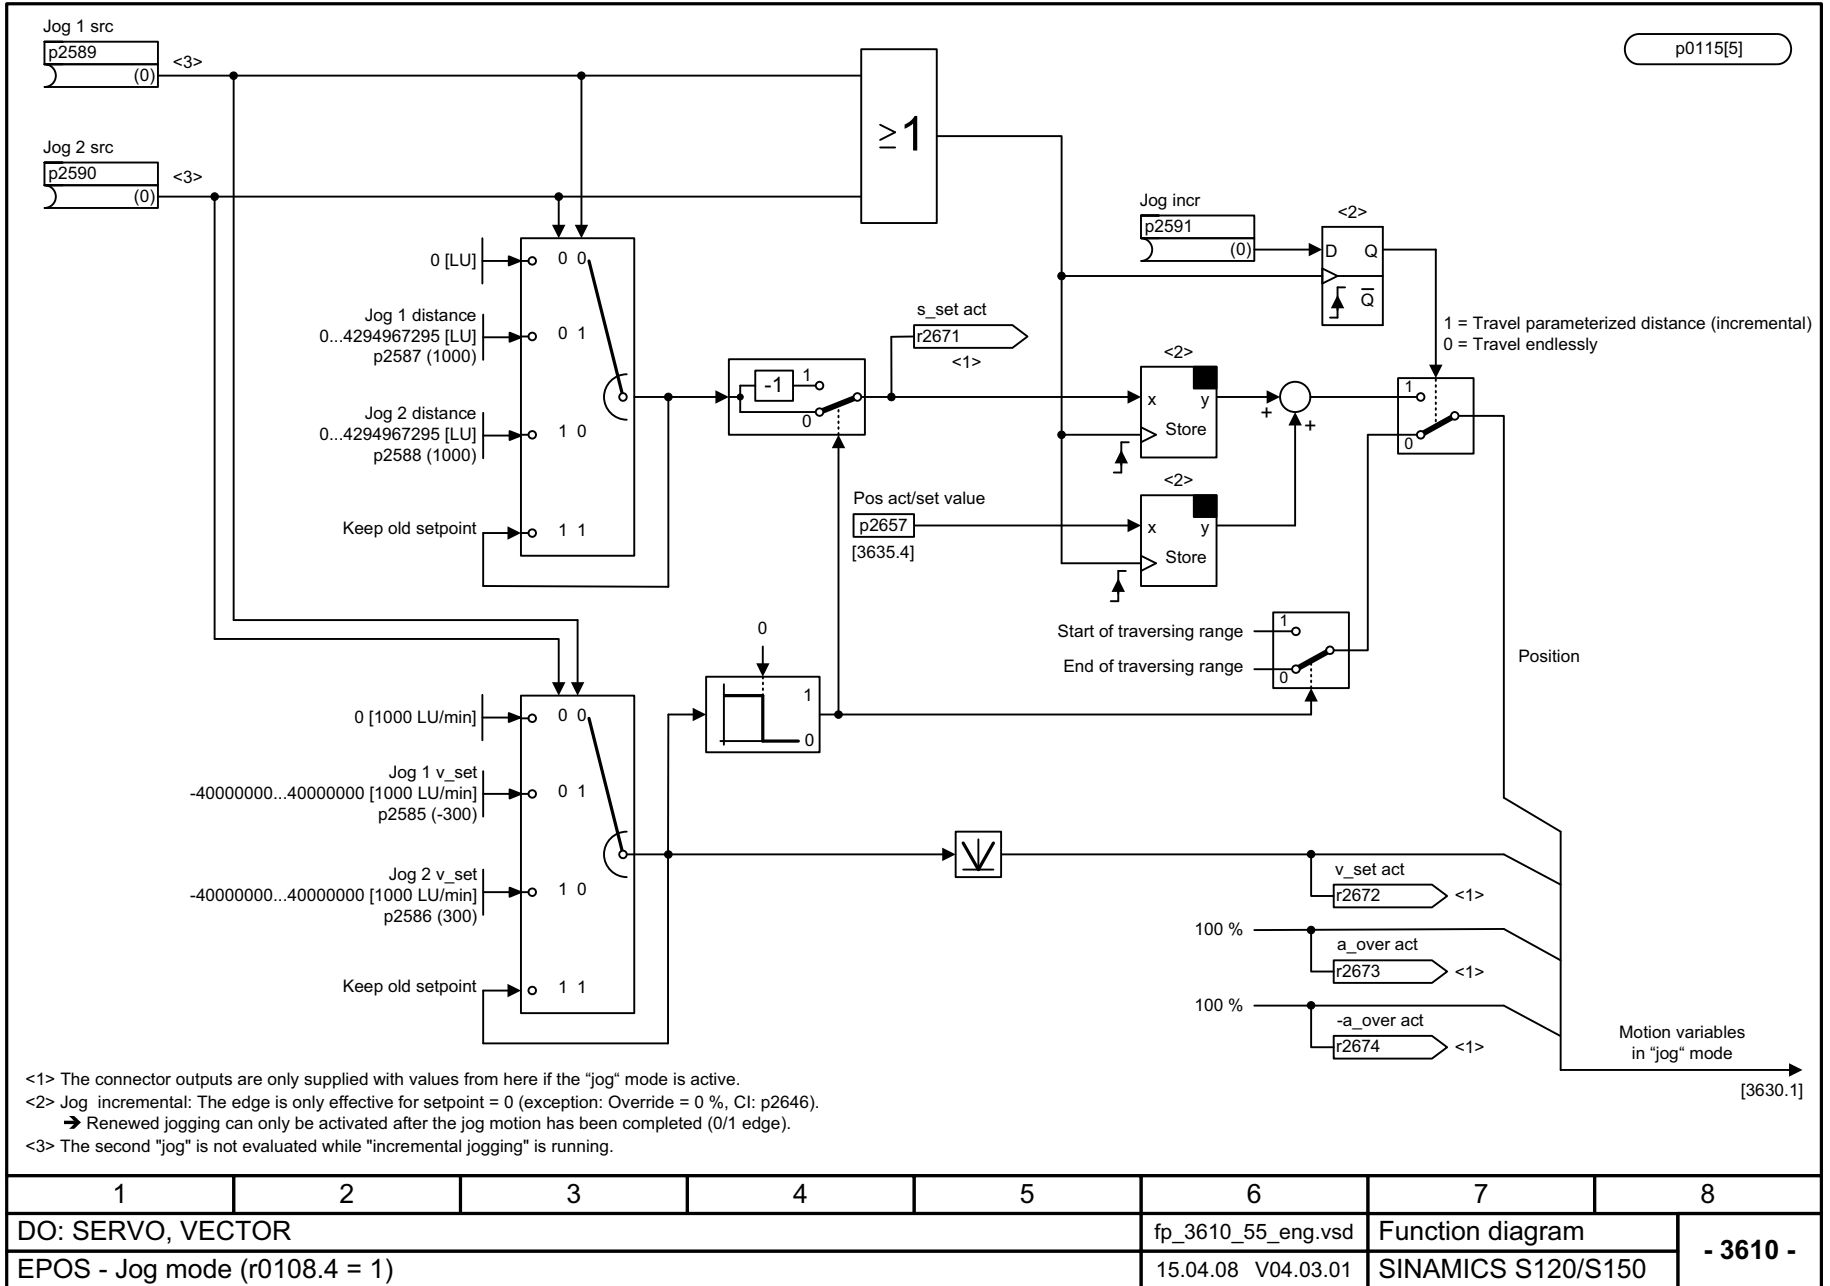 Jog 1 src
p2589
(0)
<3>
p0115[5]
≥1
Jog 2 src
p2590
(0)
<3>
Jog incr
p2591
(0)
<2>
D Q
Q̅
0 [LU]
0 0
Jog 1 distance
0...4294967295 [LU]
p2587 (1000)
0 1
Jog 2 distance
0...4294967295 [LU]
p2588 (1000)
1 0
Keep old setpoint
1 1
s_set act
r2671
<1>
-1
1
0
1 = Travel parameterized distance (incremental)
0 = Travel endlessly
<2>
x y
Store
+
+
1
0
Pos act/set value
p2657
[3635.4]
<2>
x y
Store
Start of traversing range
End of traversing range
1
0
Position
0
1
0
0 [1000 LU/min]
0 0
Jog 1 v_set
-40000000...40000000 [1000 LU/min]
p2585 (-300)
0 1
Jog 2 v_set
-40000000...40000000 [1000 LU/min]
p2586 (300)
1 0
Keep old setpoint
1 1
v_set act
r2672
<1>
100 %
a_over act
r2673
<1>
100 %
-a_over act
r2674
<1>
Motion variables
in “jog“ mode
[3630.1]
<1> The connector outputs are only supplied with values from here if the “jog“ mode is active.
<2> Jog incremental: The edge is only effective for setpoint = 0 (exception: Override = 0 %, CI: p2646).
➔ Renewed jogging can only be activated after the jog motion has been completed (0/1 edge).
<3> The second "jog" is not evaluated while "incremental jogging" is running.
1 2 3 4 5 6 7 8
DO: SERVO, VECTOR
fp_3610_55_eng.vsd
Function diagram
- 3610 -
EPOS - Jog mode (r0108.4 = 1)
15.04.08 V04.03.01
SINAMICS S120/S150